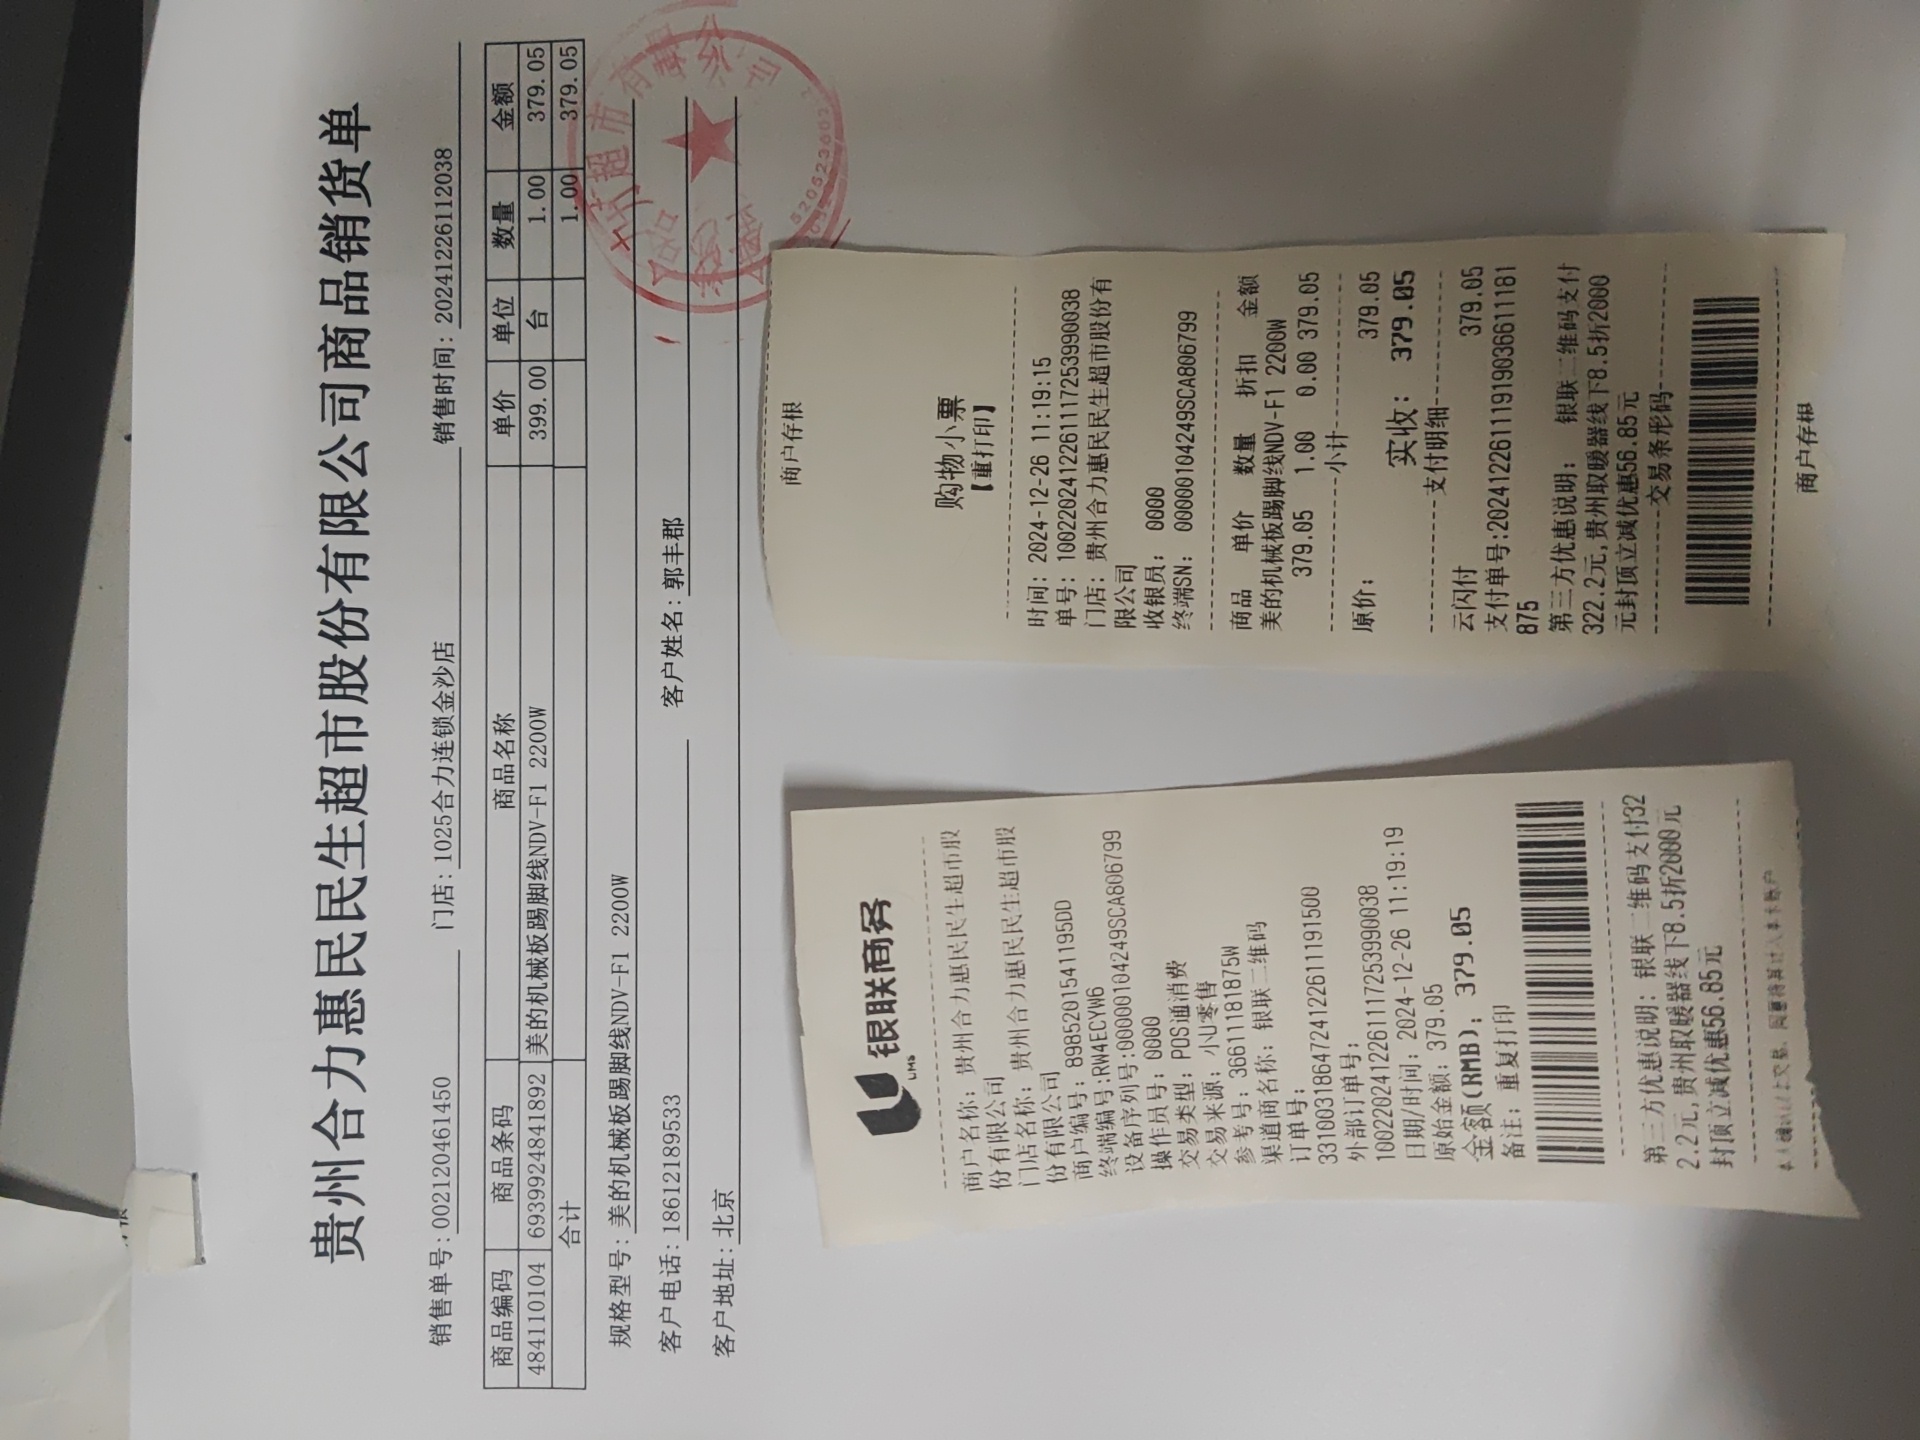 贵州合力惠民民生超市股份有限公司商品销货单
销售单号: 002120461450 门店: 1025合力连锁金沙店 销售时间: 20241226112038
商品编码 商品条码 商品名称 单价 单位 数量 金额
484110104 6939924841892 美的机械板踢脚线NDV-F1 2200W 399.00 台 1.00 379.05
合计 1.00 379.05
规格型号: 美的机械板踢脚线NDV-F1 2200W
客户电话: 18612189533 客户姓名: 郭丰郡
客户地址: 北京
银联商务
UMS
商户名称: 贵州合力惠民民生超市股
份有限公司
门店名称: 贵州合力惠民民生超市股
份有限公司
商户编号: 8985201541195DD
终端编号:RW4ECYW6
设备序列号:00000104249SCA806799
操作员号: 0000
交易类型: POS通消费
交易来源: 小U零售
参考号: 36611181875W
渠道商名称: 银联二维码
订单号:
33100318647241226111191500
外部订单号:
1002202412261117253990038
日期/时间: 2024-12-26 11:19:19
原始金额: 379.05
金额(RMB): 379.05
备注: 重复打印
第三方优惠说明: 银联二维码支付32
2.2元,贵州取暖器线下8.5折2000元
封顶立减优惠56.85元
商户存根
购物小票
【重打印】
时间: 2024-12-26 11:19:15
单号: 10022024122611172539900038
门店: 贵州合力惠民民生超市股份有
限公司
收银员: 0000
终端SN: 00000104249SCA806799
商品 单价 数量 折扣 金额
美的机械板踢脚线NDV-F1 2200W
379.05 1.00 0.00 379.05
小计
原价: 379.05
实收: 379.05
支付明细
云闪付 379.05
支付单号:20241226111919036611181
875
第三方优惠说明: 银联二维码支付
322.2元,贵州取暖器线下8.5折2000
元封顶立减优惠56.85元
交易条形码
商户存根